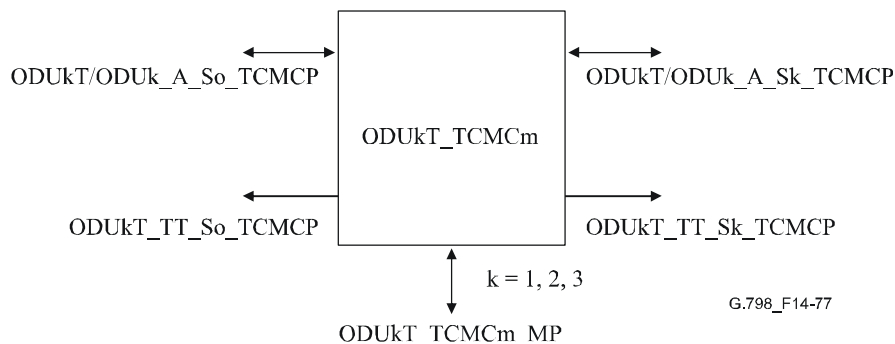 ODUkT/ODUk_A_So_TCMCP
ODUkT/ODUk_A_Sk_TCMCP
ODUkT_TCMCm
ODUkT_TT_So_TCMCP
ODUkT_TT_Sk_TCMCP
k = 1, 2, 3
G.798_F14-77
ODUkT_TCMCm_MP